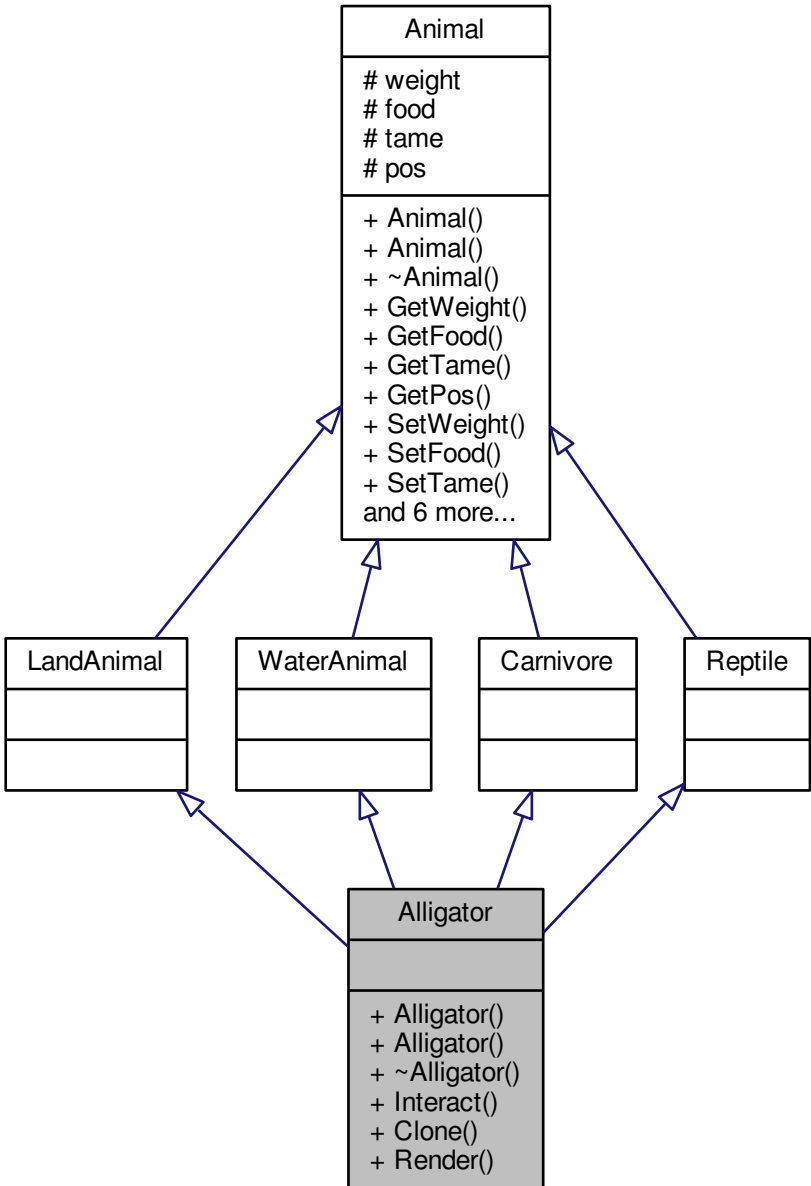 Animal
# weight
# food
# tame
# pos
+ Animal()
+ Animal()
+ ~Animal()
+ GetWeight()
+ GetFood()
+ GetTame()
+ GetPos()
+ SetWeight()
+ SetFood()
+ SetTame()
and 6 more...
LandAnimal
WaterAnimal
Carnivore
Reptile
Alligator
+ Alligator()
+ Alligator()
+ ~Alligator()
+ Interact()
+ Clone()
+ Render()